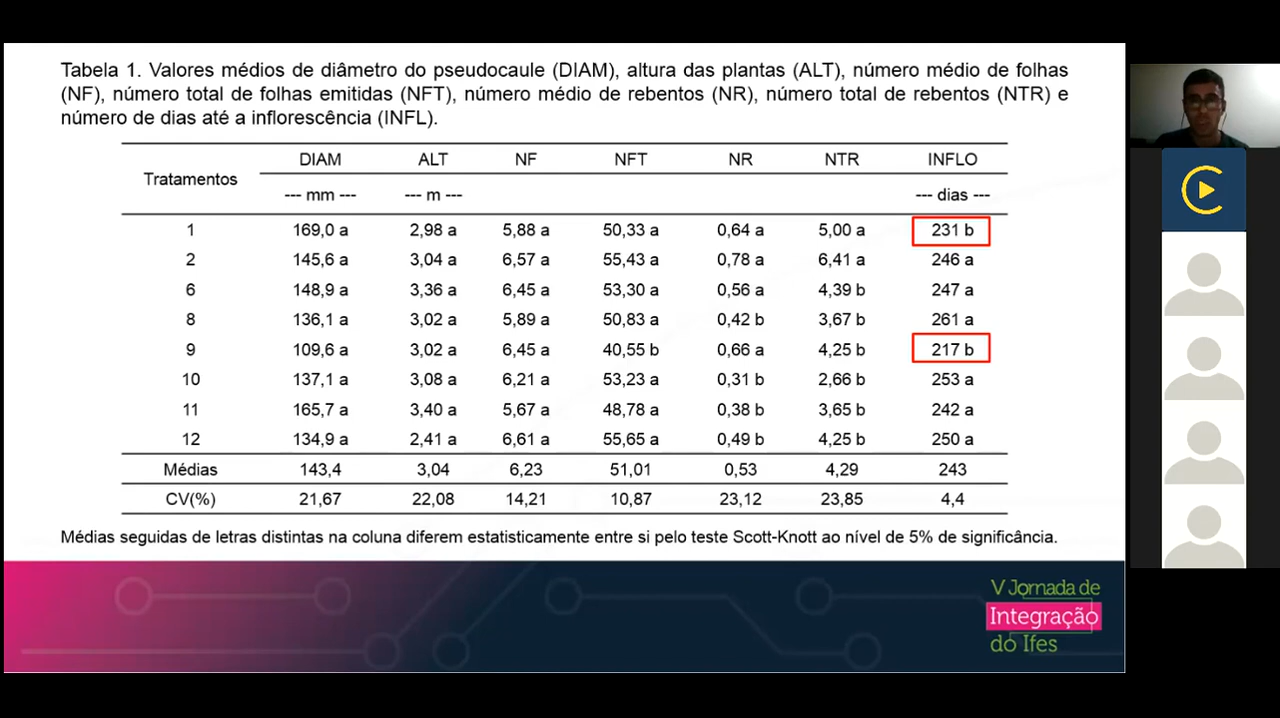 Tabela 1. Valores médios de diâmetro do pseudocaule (DIAM), altura das plantas (ALT), número médio de folhas
(NF), número total de folhas emitidas (NFT), número médio de rebentos (NR), número total de rebentos (NTR) e
número de dias até a inflorescência (INFL).
Tratamentos DIAM ALT NF NFT NR NTR INFLO
--- mm --- --- m --- --- dias ---
1 169,0 a 2,98 a 5,88 a 50,33 a 0,64 a 5,00 a 231 b
2 145,6 a 3,04 a 6,57 a 55,43 a 0,78 a 6,41 a 246 a
6 148,9 a 3,36 a 6,45 a 53,30 a 0,56 a 4,39 b 247 a
8 136,1 a 3,02 a 5,89 a 50,83 a 0,42 b 3,67 b 261 a
9 109,6 a 3,02 a 6,45 a 40,55 b 0,66 a 4,25 b 217 b
10 137,1 a 3,08 a 6,21 a 53,23 a 0,31 b 2,66 b 253 a
11 165,7 a 3,40 a 5,67 a 48,78 a 0,38 b 3,65 b 242 a
12 134,9 a 2,41 a 6,61 a 55,65 a 0,49 b 4,25 b 250 a
Médias 143,4 3,04 6,23 51,01 0,53 4,29 243
CV(%) 21,67 22,08 14,21 10,87 23,12 23,85 4,4
Médias seguidas de letras distintas na coluna diferem estatisticamente entre si pelo teste Scott-Knott ao nível de 5% de significância.
V Jornada de
Integração
do Ifes